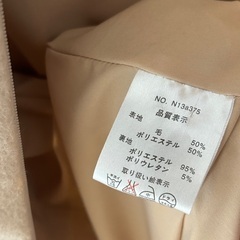 NO. N13a375
品質表示
表地
毛 50%
ポリエステル 50%
裏地
ポリエステル 95%
ポリウレタン 5%
取り扱い絵表示